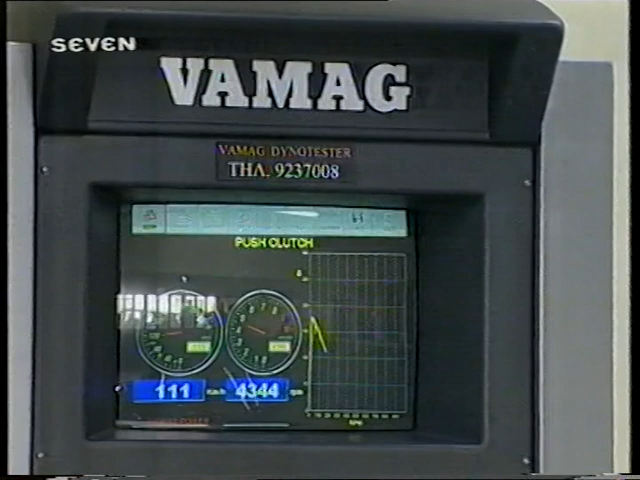 SEVEN
VAMAG
VAMAG DYNOTESTER
ΤΗΛ. 9237008
PUSH CLUTCH
111
4344